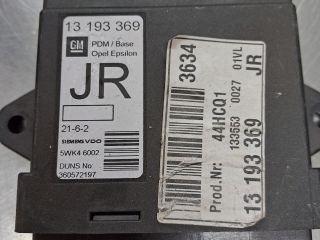 13 193 369
GM
PDM / Base
Opel Epsilon
JR
21-6-2
SIEMENS VDO
5WK4 6002
DUNS No:
360572197
3634
Prod.Nr: 44HCQ1
133553 0027 01VL
13 193 369 JR